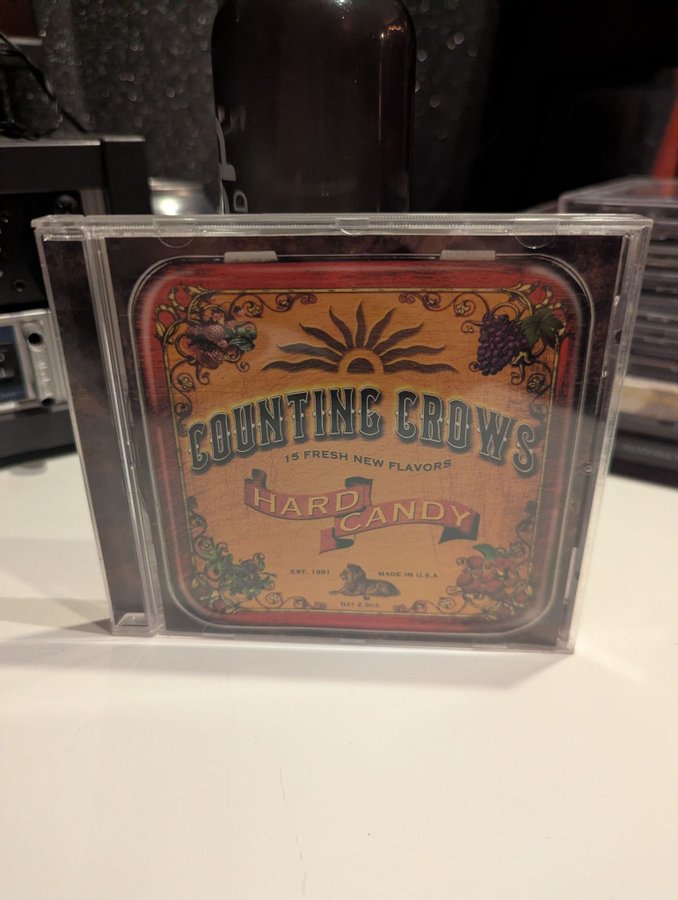 COUNTING CROWS
15 FRESH NEW FLAVORS
HARD
CANDY
EST. 1991 MADE IN U.S.A
NET 2.5OZ.